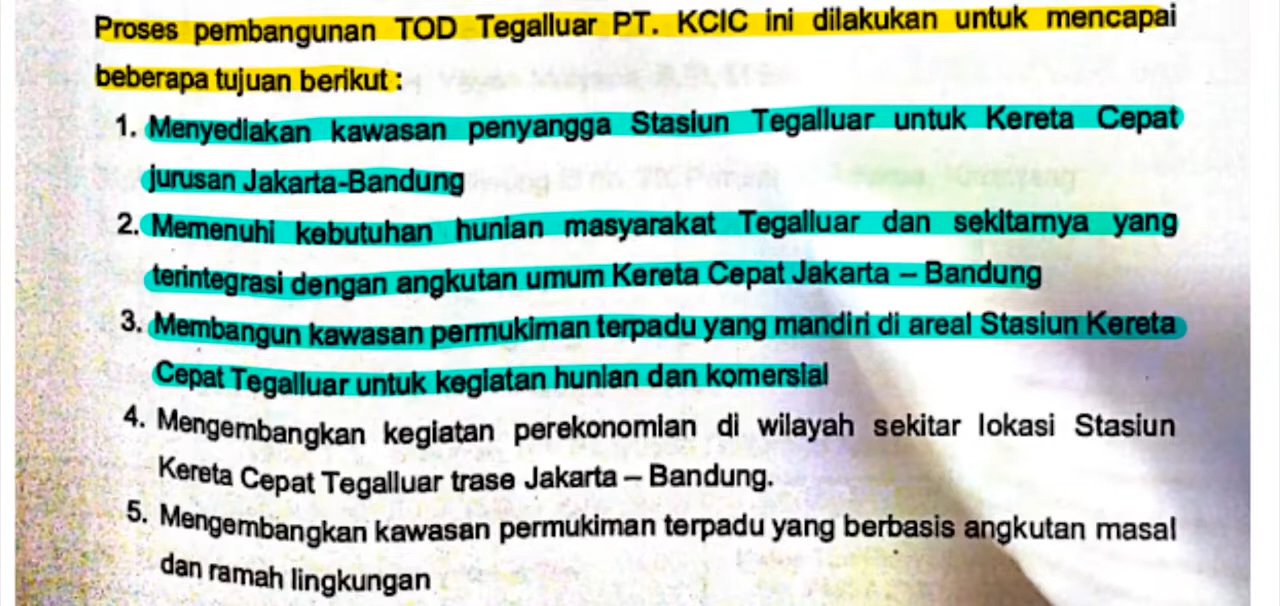 Proses pembangunan TOD Tegalluar PT. KCIC ini dilakukan untuk mencapai
beberapa tujuan berikut :
1. Menyediakan kawasan penyangga Stasiun Tegalluar untuk Kereta Cepat
jurusan Jakarta-Bandung
2. Memenuhi kebutuhan hunian masyarakat Tegalluar dan sekitarnya yang
terintegrasi dengan angkutan umum Kereta Cepat Jakarta – Bandung
3. Membangun kawasan permukiman terpadu yang mandiri di areal Stasiun Kereta
Cepat Tegalluar untuk kegiatan hunian dan komersial
4. Mengembangkan kegiatan perekonomian di wilayah sekitar lokasi Stasiun
Kereta Cepat Tegalluar trase Jakarta – Bandung.
5. Mengembangkan kawasan permukiman terpadu yang berbasis angkutan masal
dan ramah lingkungan